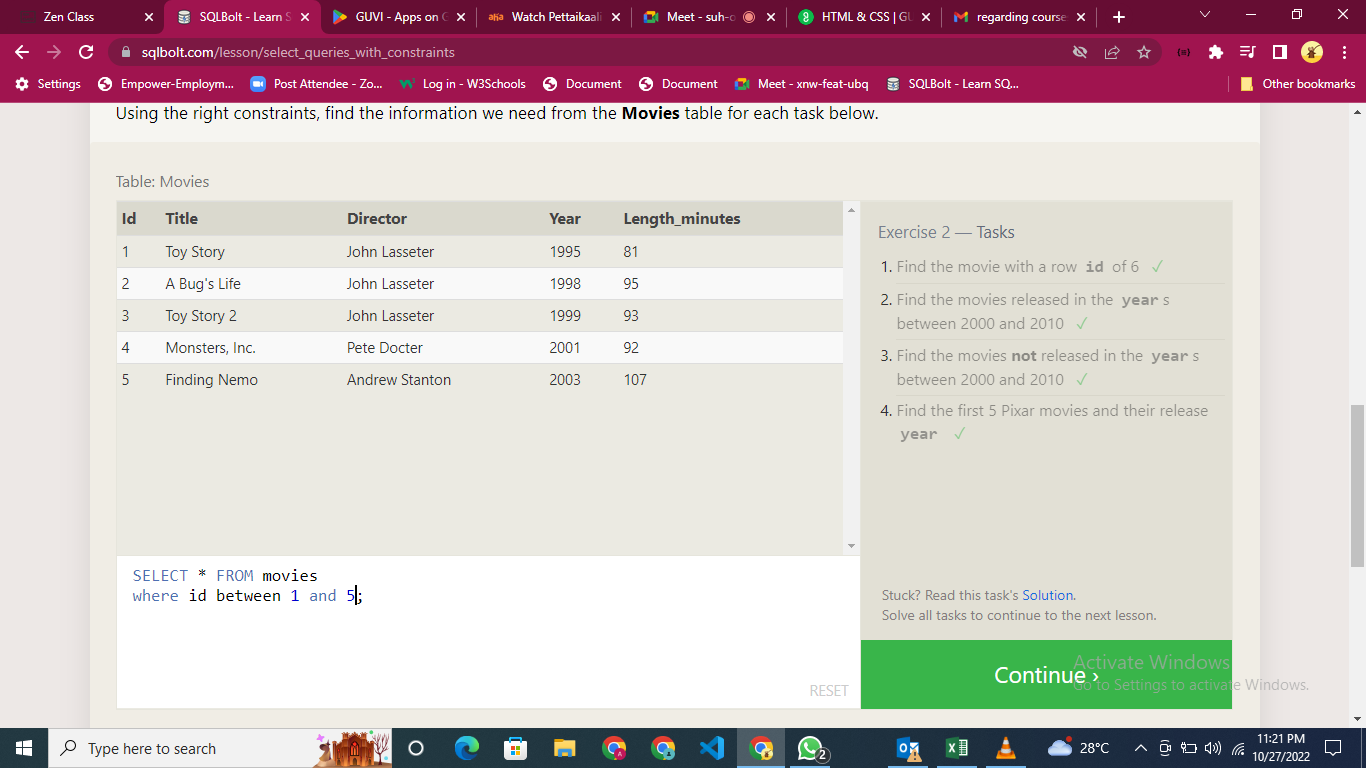 Zen Class
SQLBolt - Learn S
GUVI - Apps on G
aha Watch Pettaikaali
Meet - suh-o
HTML & CSS | GU
regarding course
sqlbolt.com/lesson/select_queries_with_constraints
Settings
Empower-Employm...
Post Attendee - Zo...
Log in - W3Schools
Document
Document
Meet - xnw-feat-ubq
SQLBolt - Learn SQ...
Other bookmarks
Using the right constraints, find the information we need from the Movies table for each task below.
Table: Movies
Id Title Director Year Length_minutes
1 Toy Story John Lasseter 1995 81
2 A Bug's Life John Lasseter 1998 95
3 Toy Story 2 John Lasseter 1999 93
4 Monsters, Inc. Pete Docter 2001 92
5 Finding Nemo Andrew Stanton 2003 107
SELECT * FROM movies
where id between 1 and 5;
RESET
Exercise 2 — Tasks
1. Find the movie with a row id of 6 ✓
2. Find the movies released in the year s
between 2000 and 2010 ✓
3. Find the movies not released in the year s
between 2000 and 2010 ✓
4. Find the first 5 Pixar movies and their release
year ✓
Stuck? Read this task's Solution.
Solve all tasks to continue to the next lesson.
Continue ›
Activate Windows
Go to Settings to activate Windows.
Type here to search
2
28°C
11:21 PM
10/27/2022